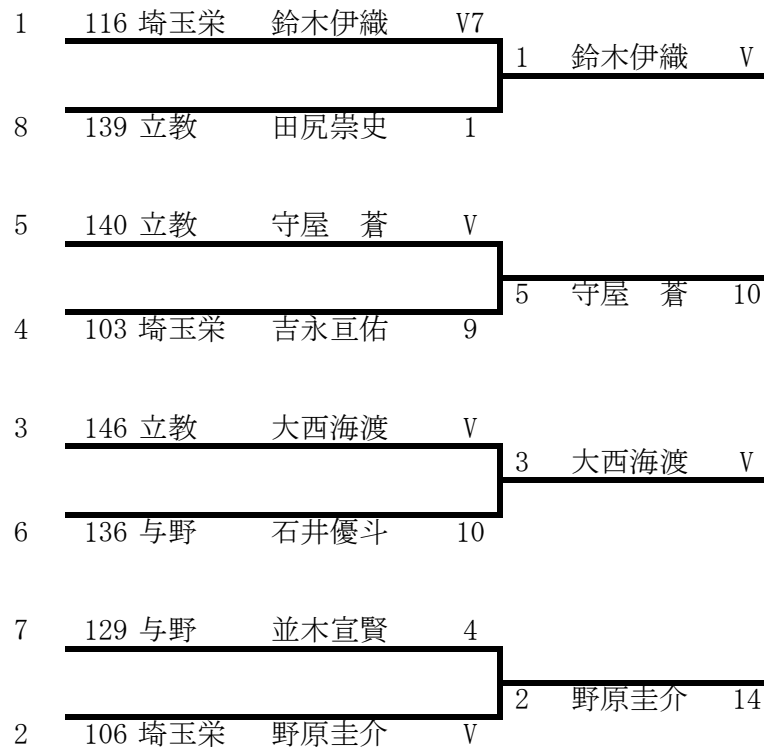 1 116 埼玉栄 鈴木伊織 V7
1 鈴木伊織 V
8 139 立教 田尻崇史 1
5 140 立教 守屋　蒼 V
5 守屋　蒼 10
4 103 埼玉栄 吉永亘佑 9
3 146 立教 大西海渡 V
3 大西海渡 V
6 136 与野 石井優斗 10
7 129 与野 並木宣賢 4
2 野原圭介 14
2 106 埼玉栄 野原圭介 V